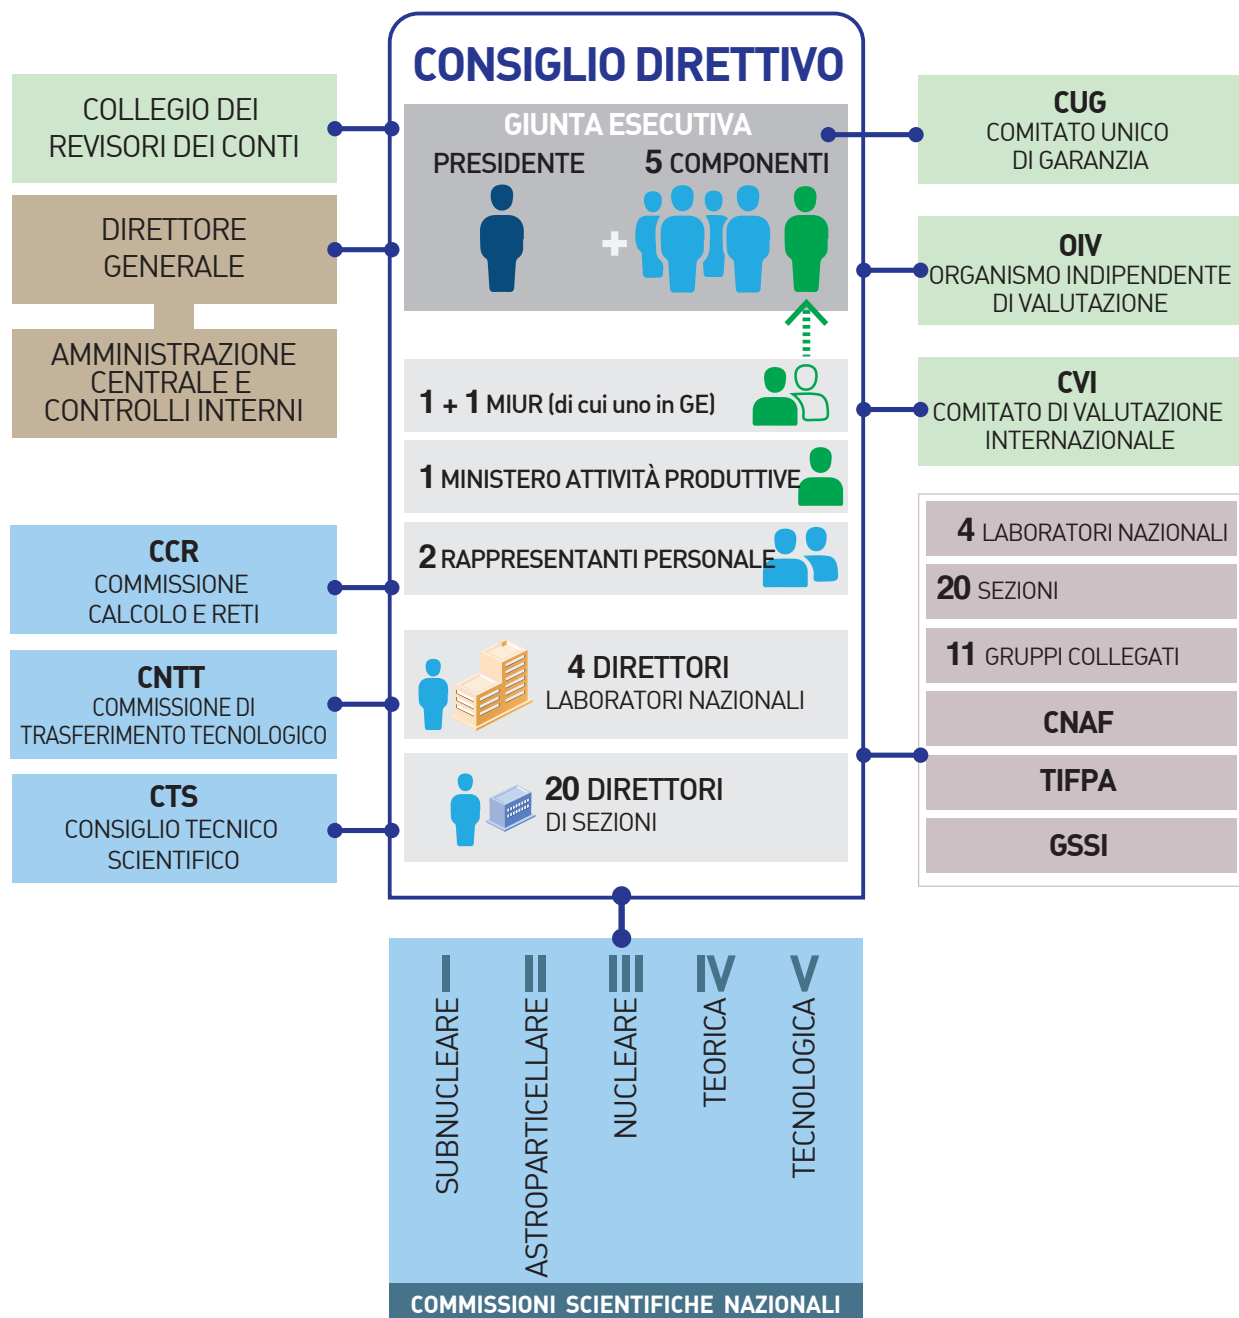 CONSIGLIO DIRETTIVO
GIUNTA ESECUTIVA
PRESIDENTE
5 COMPONENTI
+
1 + 1 MIUR (di cui uno in GE)
1 MINISTERO ATTIVITÀ PRODUTTIVE
2 RAPPRESENTANTI PERSONALE
4 DIRETTORI
LABORATORI NAZIONALI
20 DIRETTORI
DI SEZIONI
COLLEGIO DEI
REVISORI DEI CONTI
DIRETTORE
GENERALE
AMMINISTRAZIONE
CENTRALE E
CONTROLLI INTERNI
CCR
COMMISSIONE
CALCOLO E RETI
CNTT
COMMISSIONE DI
TRASFERIMENTO TECNOLOGICO
CTS
CONSIGLIO TECNICO
SCIENTIFICO
CUG
COMITATO UNICO
DI GARANZIA
OIV
ORGANISMO INDIPENDENTE
DI VALUTAZIONE
CVI
COMITATO DI VALUTAZIONE
INTERNAZIONALE
4 LABORATORI NAZIONALI
20 SEZIONI
11 GRUPPI COLLEGATI
CNAF
TIFPA
GSSI
I
SUBNUCLEARE
II
ASTROPARTICELLARE
III
NUCLEARE
IV
TEORICA
V
TECNOLOGICA
COMMISSIONI SCIENTIFICHE NAZIONALI